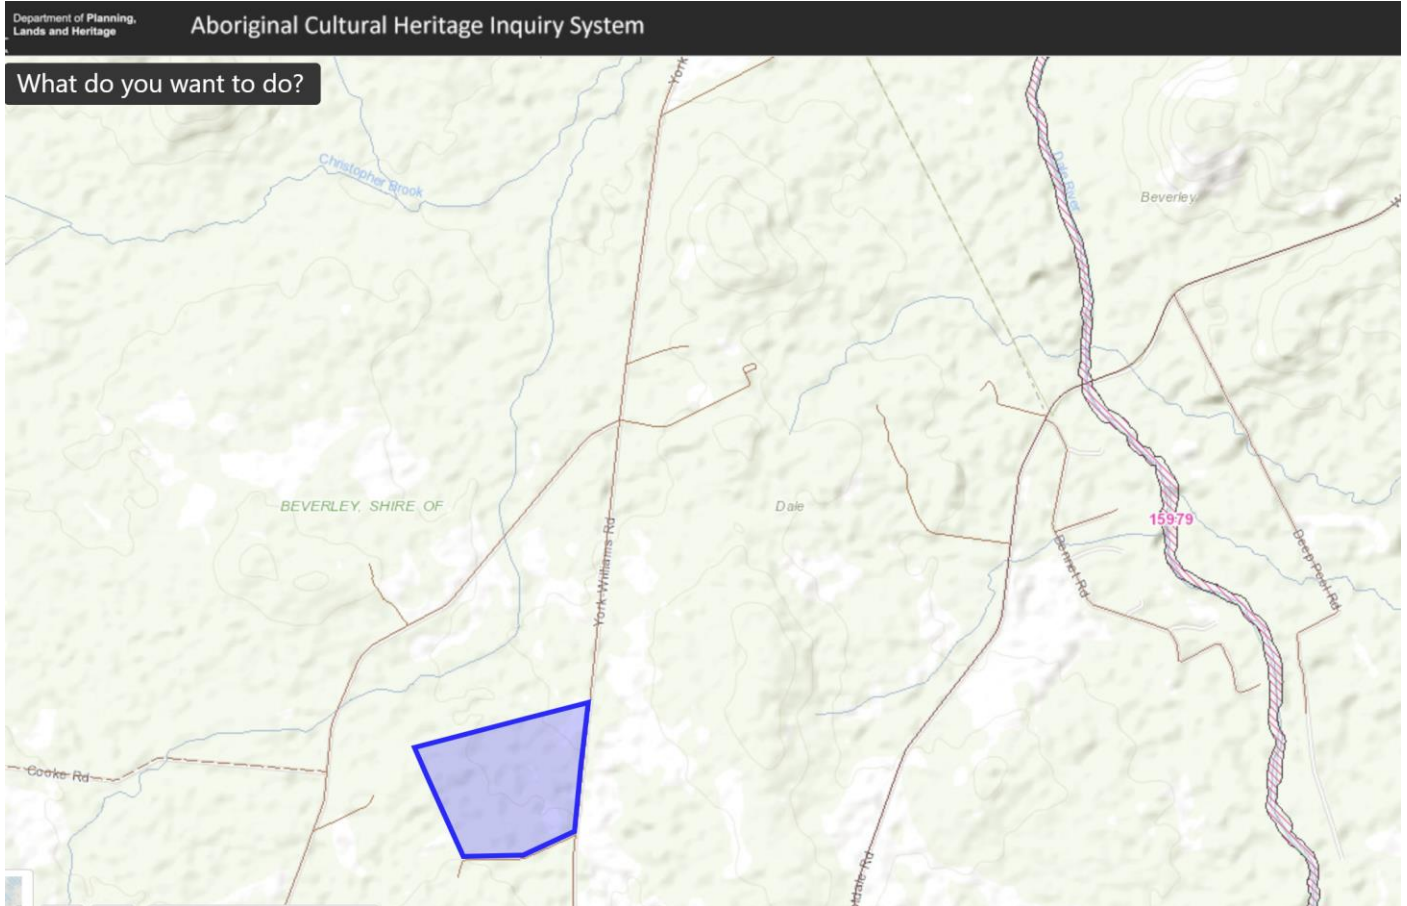 Department of Planning,
Lands and Heritage
Aboriginal Cultural Heritage Inquiry System
What do you want to do?
York
Christopher Brook
Dale River
Beverley
BEVERLEY, SHIRE OF
Dale
15979
York-Williams Rd
Bennet Rd
Deep Pool Rd
Cooke Rd